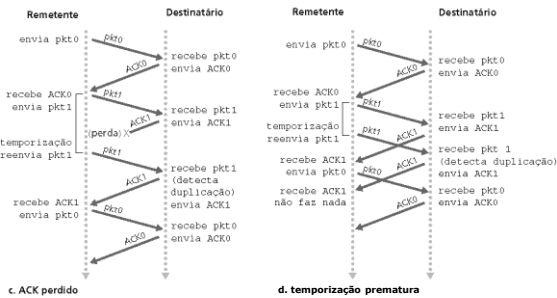 Remetente
Destinatário
envia pkt0
pkt0
recebe pkt0
envia ACK0
ACK0
recebe ACK0
envia pkt1
pkt1
recebe pkt1
envia ACK1
ACK1
(perda) X
temporização
reenvia pkt1
pkt1
recebe pkt1
(detecta
duplicação)
envia ACK1
ACK1
recebe ACK1
envia pkt0
pkt0
recebe pkt0
envia ACK0
ACK0
c. ACK perdido
Remetente
Destinatário
envia pkt0
pkt0
recebe pkt0
envia ACK0
ACK0
recebe ACK0
envia pkt1
pkt1
recebe pkt1
envia ACK1
ACK1
temporização
reenvia pkt1
pkt1
recebe pkt 1
(detecta duplicação)
envia ACK1
ACK1
recebe ACK1
envia pkt0
pkt0
recebe pkt0
envia ACK0
ACK0
recebe ACK1
não faz nada
d. temporização prematura